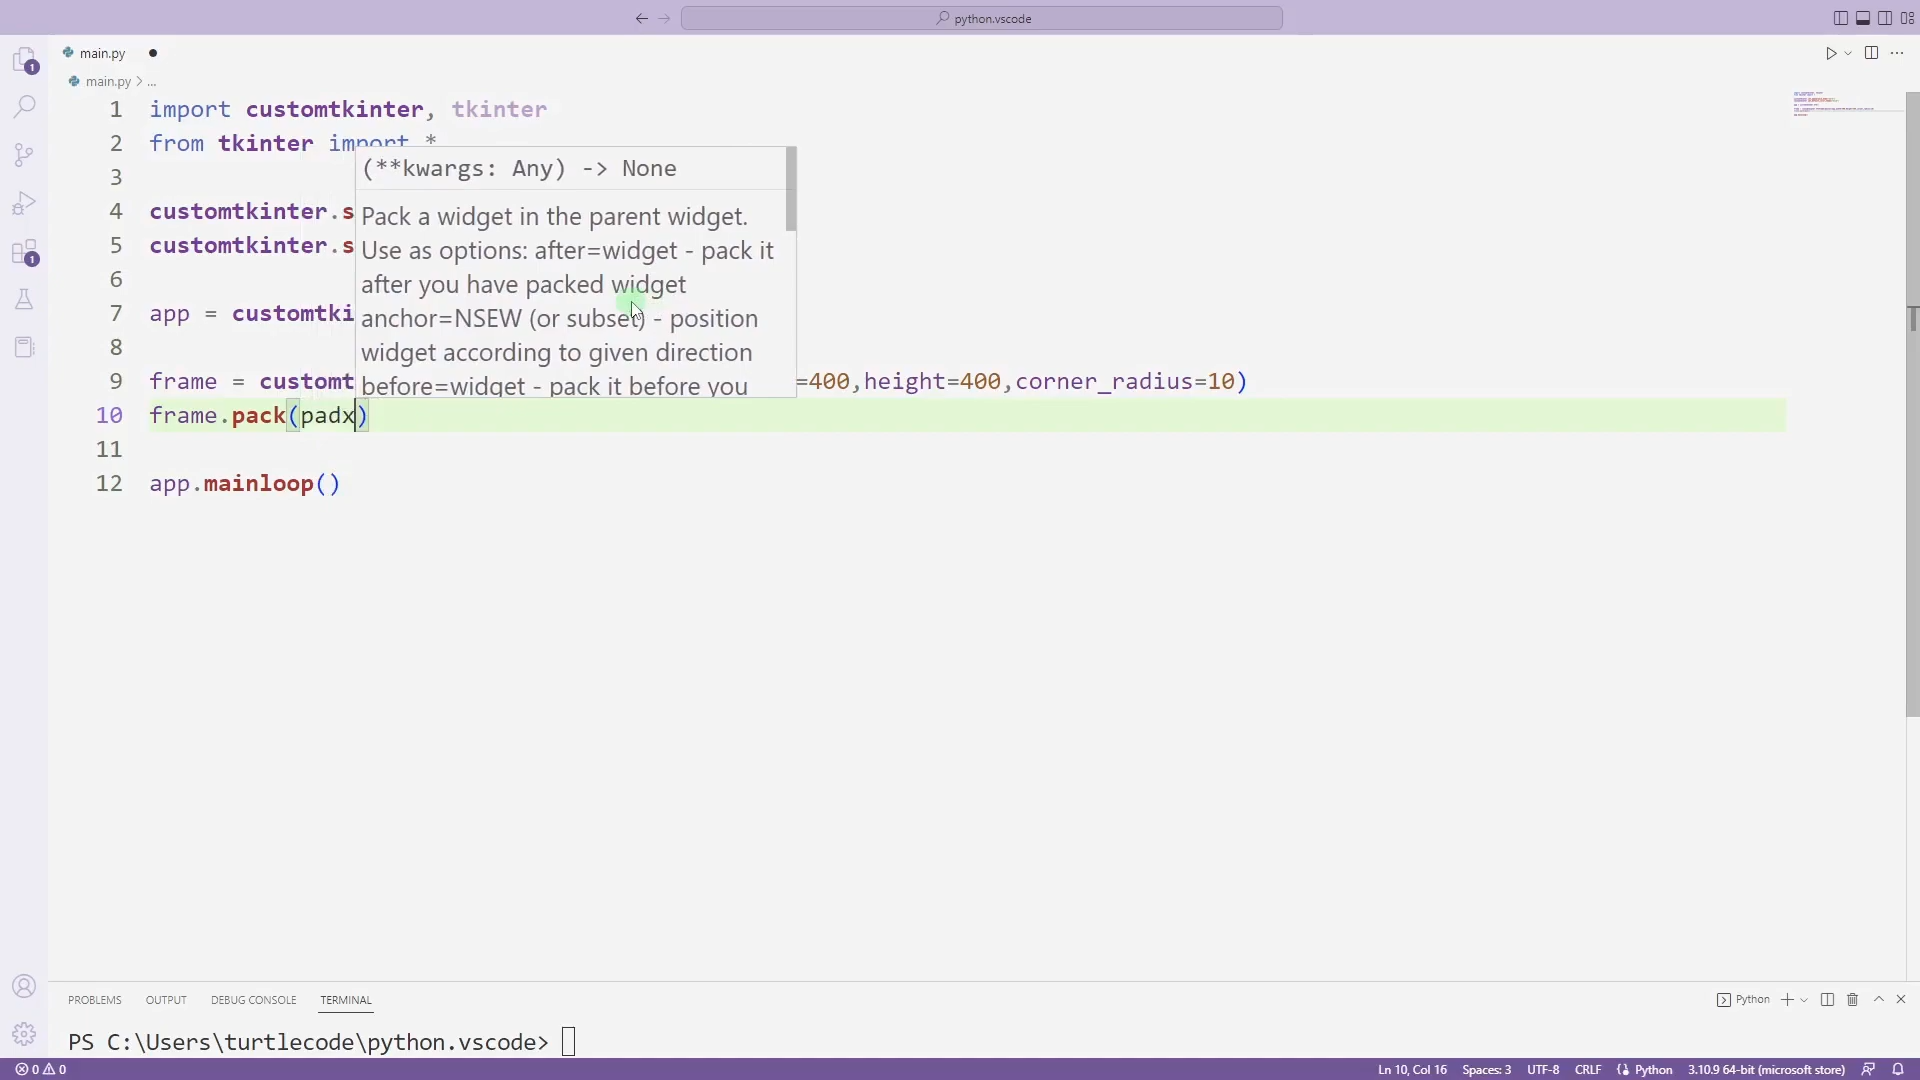 python.vscode
main.py
main.py > ...
1 import customtkinter, tkinter
2 from tkinter import *
3
4 customtkinter.s
5 customtkinter.s
6
7 app = customtki
8
9 frame = customt =400,height=400,corner_radius=10)
10 frame.pack(padx)
11
12 app.mainloop()
(**kwargs: Any) -> None
Pack a widget in the parent widget.
Use as options: after=widget - pack it
after you have packed widget
anchor=NSEW (or subset) - position
widget according to given direction
before=widget - pack it before you
1
1
PROBLEMS OUTPUT DEBUG CONSOLE TERMINAL
Python
PS C:\Users\turtlecode\python.vscode>
0 0 Ln 10, Col 16 Spaces: 3 UTF-8 CRLF Python 3.10.9 64-bit (microsoft store)